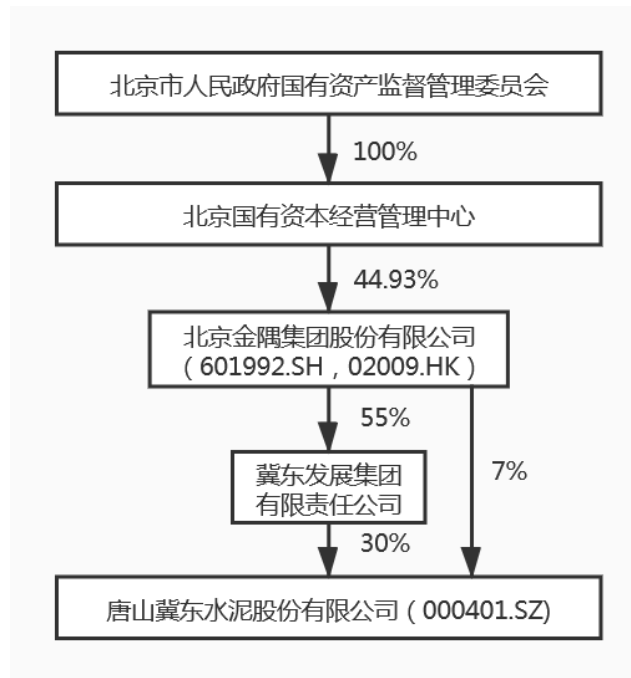 北京市人民政府国有资产监督管理委员会
100%
北京国有资本经营管理中心
44.93%
北京金隅集团股份有限公司
（601992.SH，02009.HK）
55%
7%
冀东发展集团
有限责任公司
30%
唐山冀东水泥股份有限公司（000401.SZ)